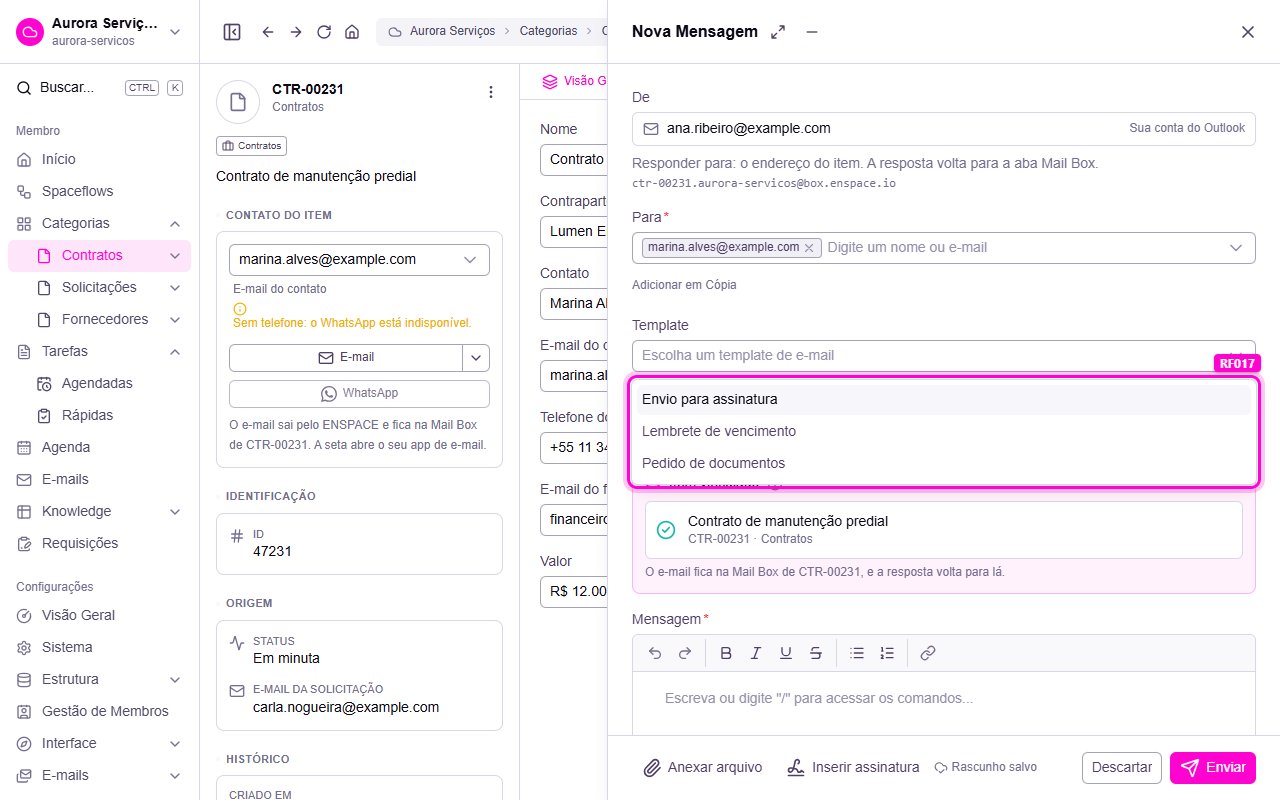 Aurora Serviç...
aurora-servicos
Buscar...
CTRL
K
Membro
Início
Spaceflows
Categorias
Contratos
Solicitações
Fornecedores
Tarefas
Agendadas
Rápidas
Agenda
E-mails
Knowledge
Requisições
Configurações
Visão Geral
Sistema
Estrutura
Gestão de Membros
Interface
E-mails
Aurora Serviços
Categorias
CTR-00231
Contratos
Contratos
Contrato de manutenção predial
CONTATO DO ITEM
marina.alves@example.com
E-mail do contato
Sem telefone: o WhatsApp está indisponível.
E-mail
WhatsApp
O e-mail sai pelo ENSPACE e fica na Mail Box
de CTR-00231. A seta abre o seu app de e-mail.
IDENTIFICAÇÃO
ID
47231
ORIGEM
STATUS
Em minuta
E-MAIL DA SOLICITAÇÃO
carla.nogueira@example.com
HISTÓRICO
CRIADO EM
Visão G
Nome
Contrato
Contrapart
Lumen E
Contato
Marina Al
E-mail do c
marina.al
Telefone do
+55 11 34
E-mail do f
financeiro
Valor
R$ 12.00
Nova Mensagem
De
ana.ribeiro@example.com
Sua conta do Outlook
Responder para: o endereço do item. A resposta volta para a aba Mail Box.
ctr-00231.aurora-servicos@box.enspace.io
Para*
marina.alves@example.com
Digite um nome ou e-mail
Adicionar em Cópia
Template
Escolha um template de e-mail
RF017
Envio para assinatura
Lembrete de vencimento
Pedido de documentos
Contrato de manutenção predial
CTR-00231 · Contratos
O e-mail fica na Mail Box de CTR-00231, e a resposta volta para lá.
Mensagem*
Escreva ou digite "/" para acessar os comandos...
Anexar arquivo
Inserir assinatura
Rascunho salvo
Descartar
Enviar